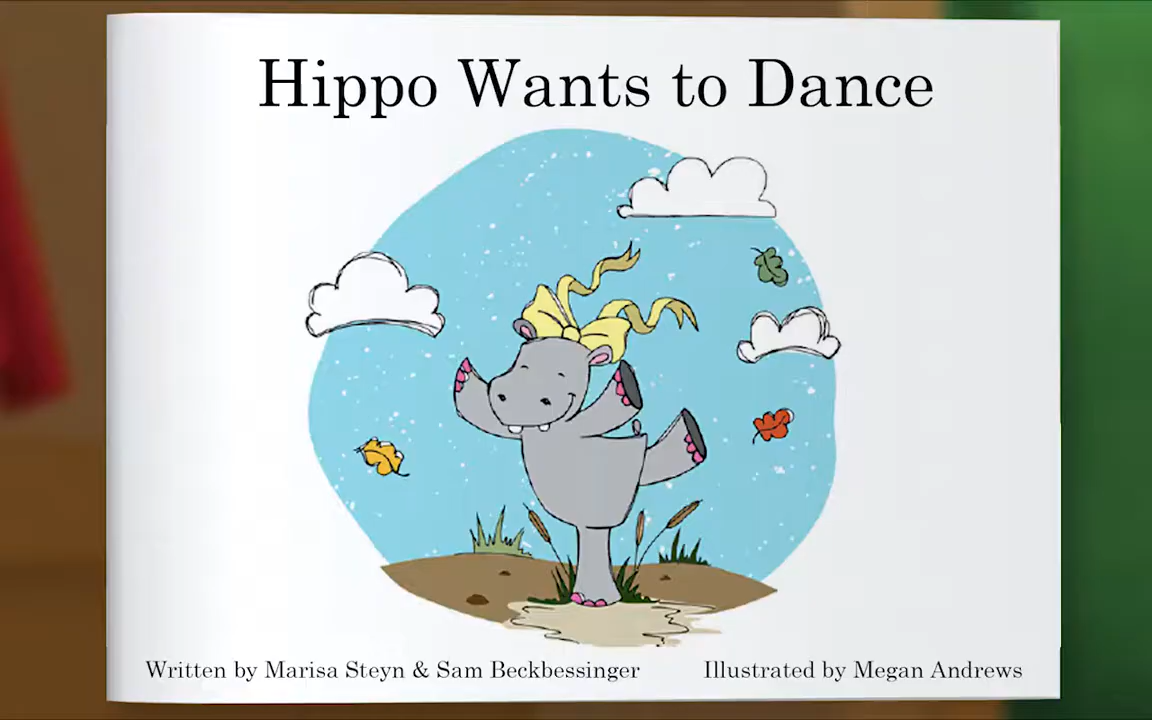 Hippo Wants to Dance
Written by Marisa Steyn & Sam Beckbessinger
Illustrated by Megan Andrews